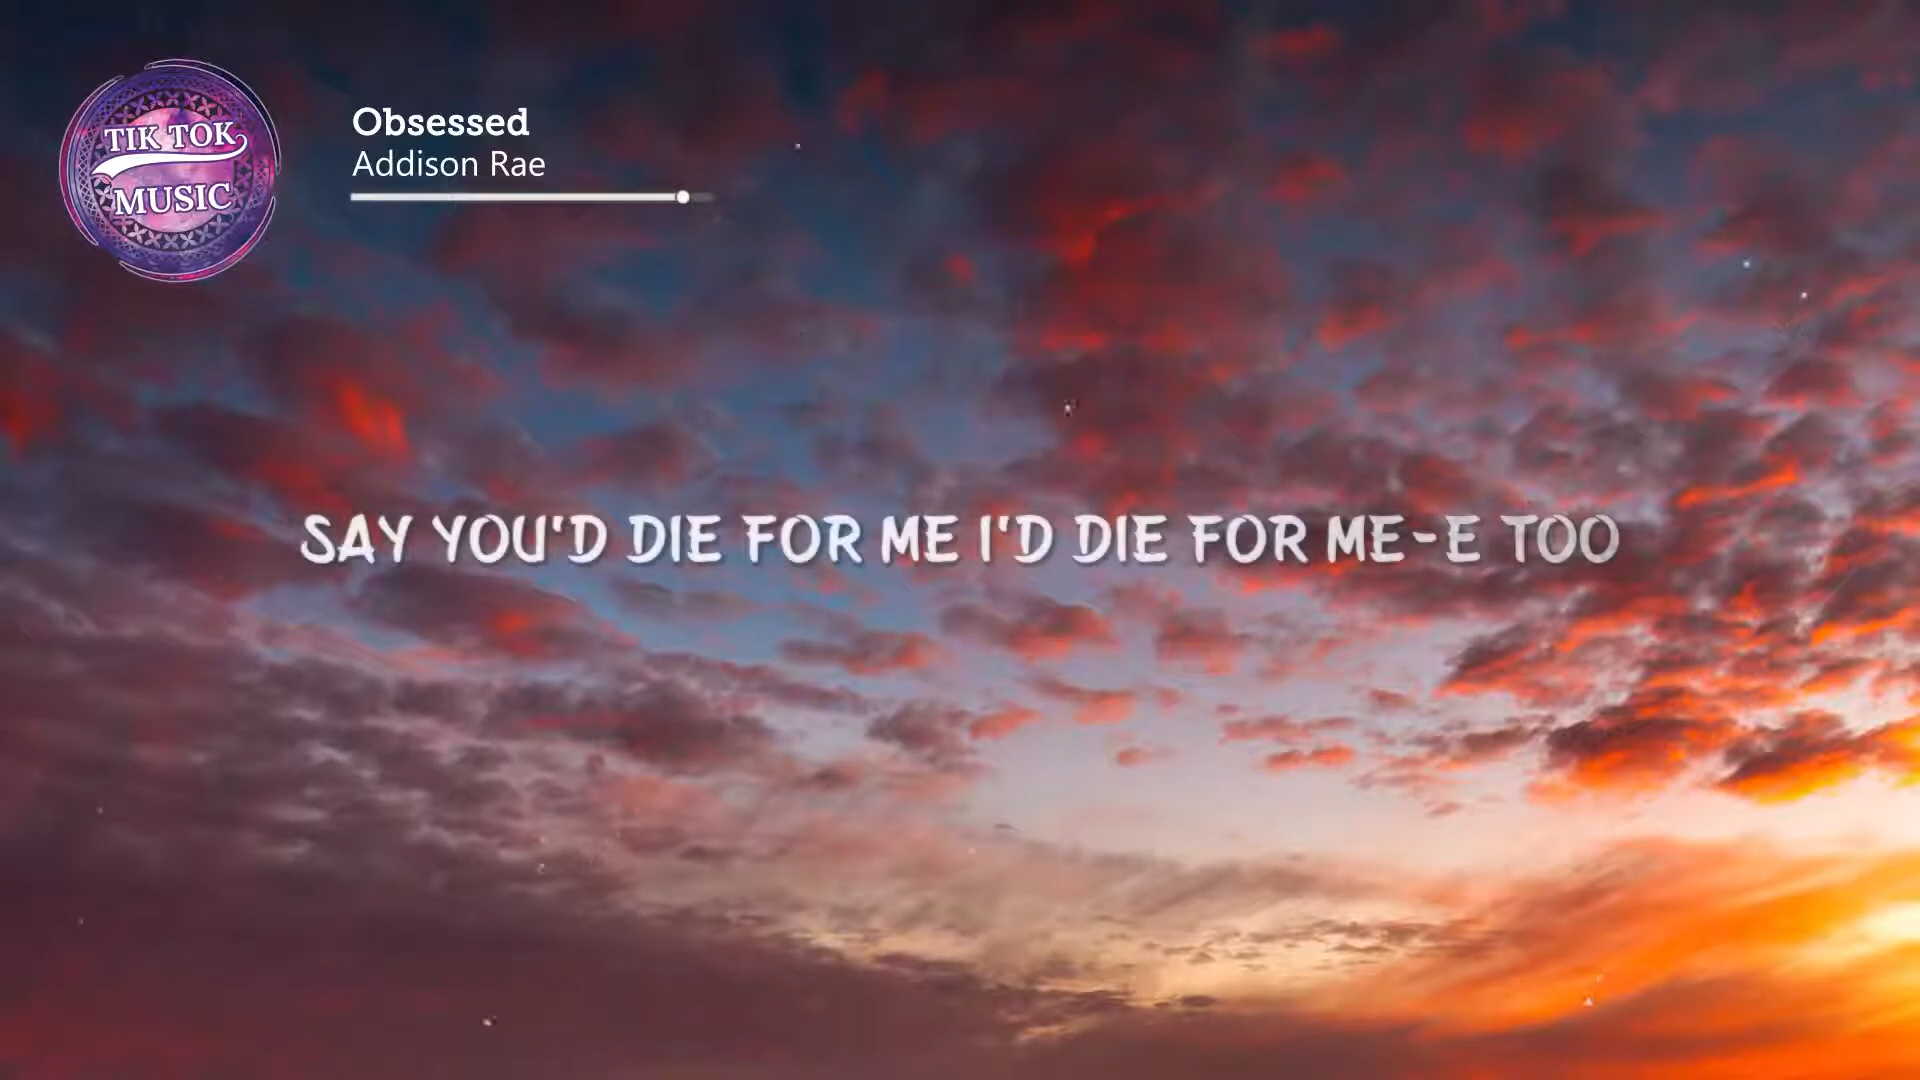 TIK TOK
MUSIC
Obsessed
Addison Rae
SAY YOU'D DIE FOR ME I'D DIE FOR ME-E TOO